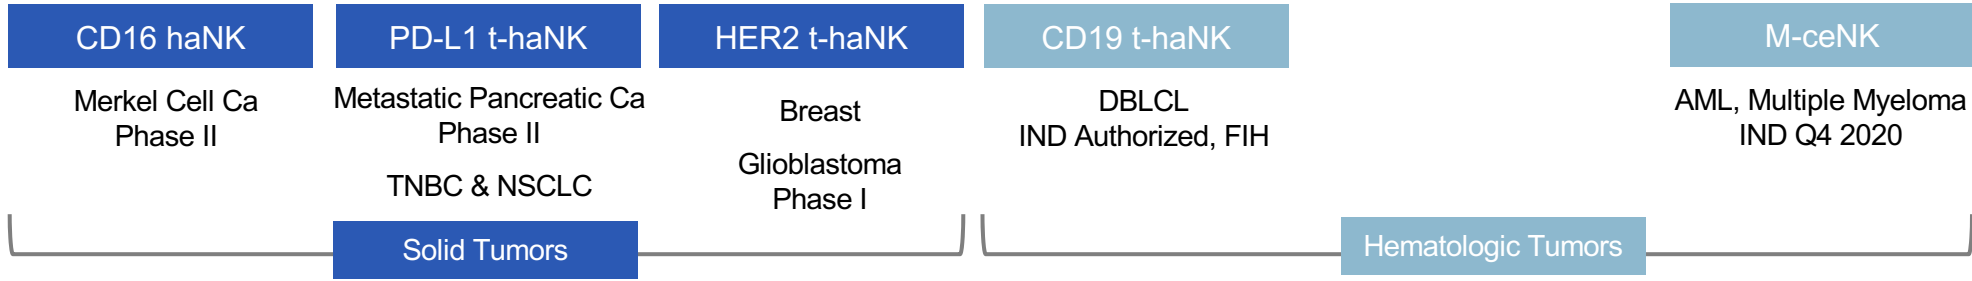 CD16 haNK
Merkel Cell Ca
Phase II
PD-L1 t-haNK
Metastatic Pancreatic Ca
Phase II
TNBC & NSCLC
HER2 t-haNK
Breast
Glioblastoma
Phase I
Solid Tumors
CD19 t-haNK
DBLCL
IND Authorized, FIH
M-ceNK
AML, Multiple Myeloma
IND Q4 2020
Hematologic Tumors